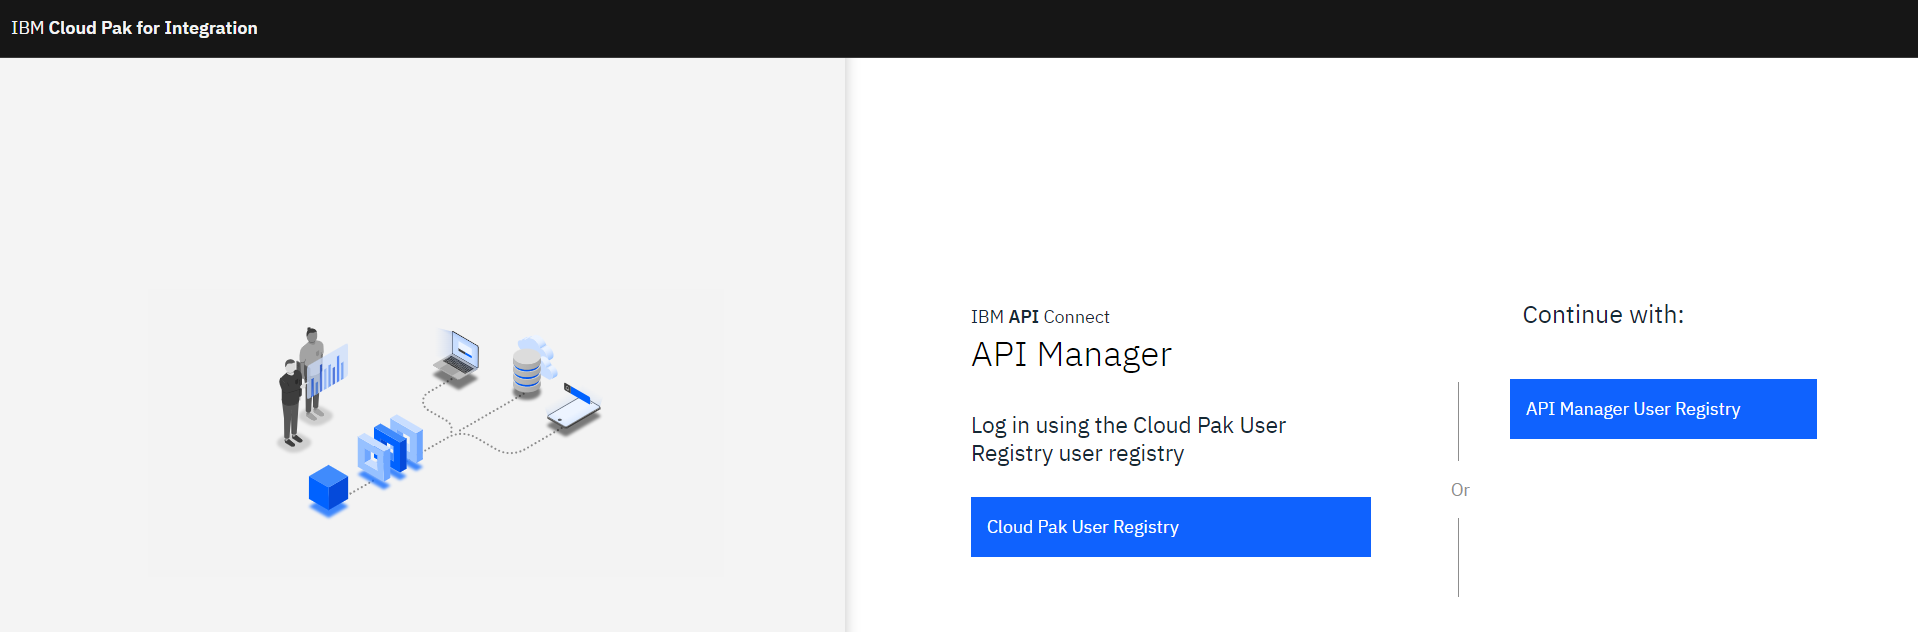 IBM Cloud Pak for Integration
IBM API Connect
API Manager
Log in using the Cloud Pak User
Registry user registry
Cloud Pak User Registry
Or
Continue with:
API Manager User Registry